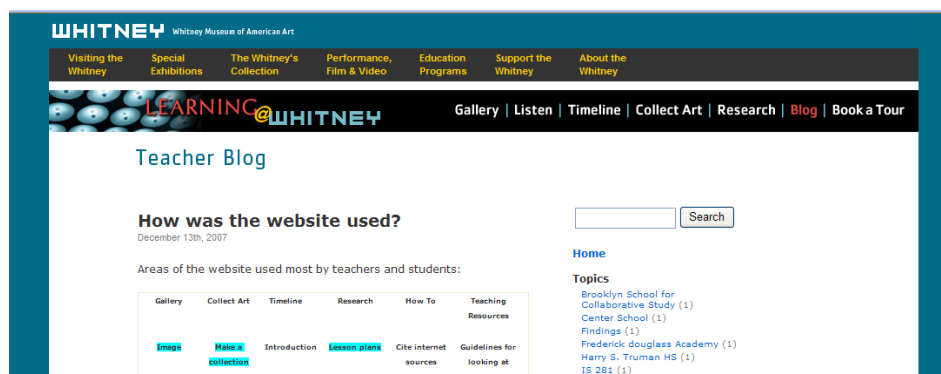 WHITNEY Whitney Museum of American Art
Visiting the Whitney
Special Exhibitions
The Whitney's Collection
Performance, Film & Video
Education Programs
Support the Whitney
About the Whitney
LEARNING@WHITNEY
Gallery | Listen | Timeline | Collect Art | Research | Blog | Book a Tour
Teacher Blog
How was the website used?
December 13th, 2007
Areas of the website used most by teachers and students:
Gallery Collect Art Timeline Research How To Teaching Resources
Image Make a collection Introduction Lesson plans Cite internet sources Guidelines for looking at
Search
Home
Topics
Brooklyn School for
Collaborative Study (1)
Center School (1)
Findings (1)
Frederick douglass Academy (1)
Harry S. Truman HS (1)
IS 281 (1)